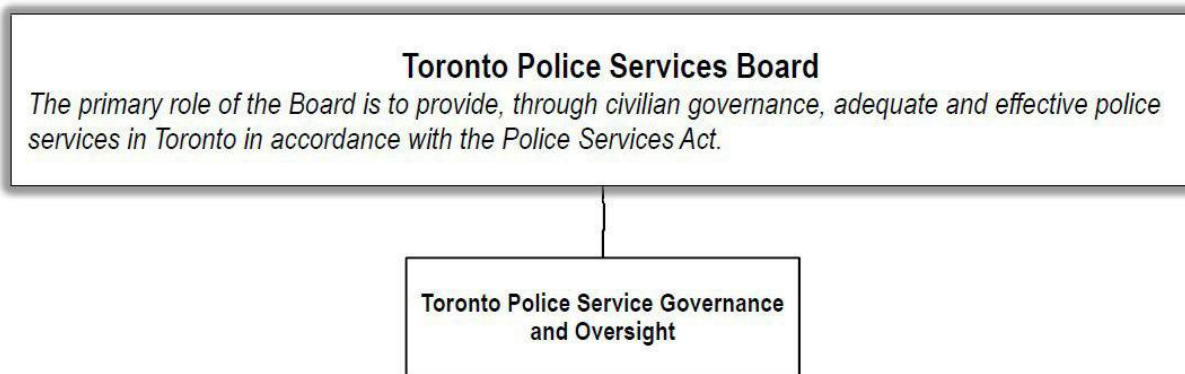 Toronto Police Services Board
The primary role of the Board is to provide, through civilian governance, adequate and effective police
services in Toronto in accordance with the Police Services Act.
Toronto Police Service Governance
and Oversight